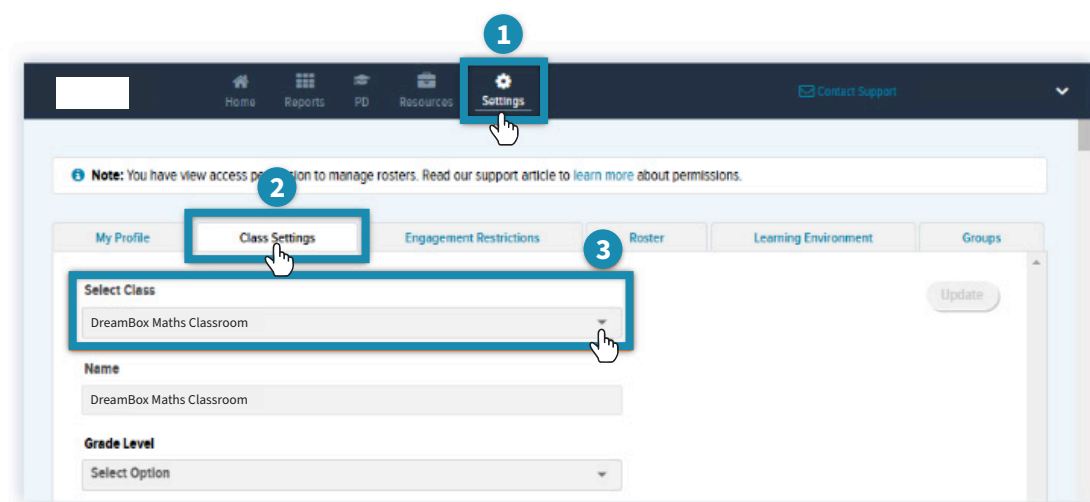 1
Home Reports PD Resources Settings Contact Support
Note: You have view access permission to manage rosters. Read our support article to learn more about permissions.
2
My Profile Class Settings Engagement Restrictions Roster Learning Environment Groups
3
Select Class
Update
DreamBox Maths Classroom
Name
DreamBox Maths Classroom
Grade Level
Select Option